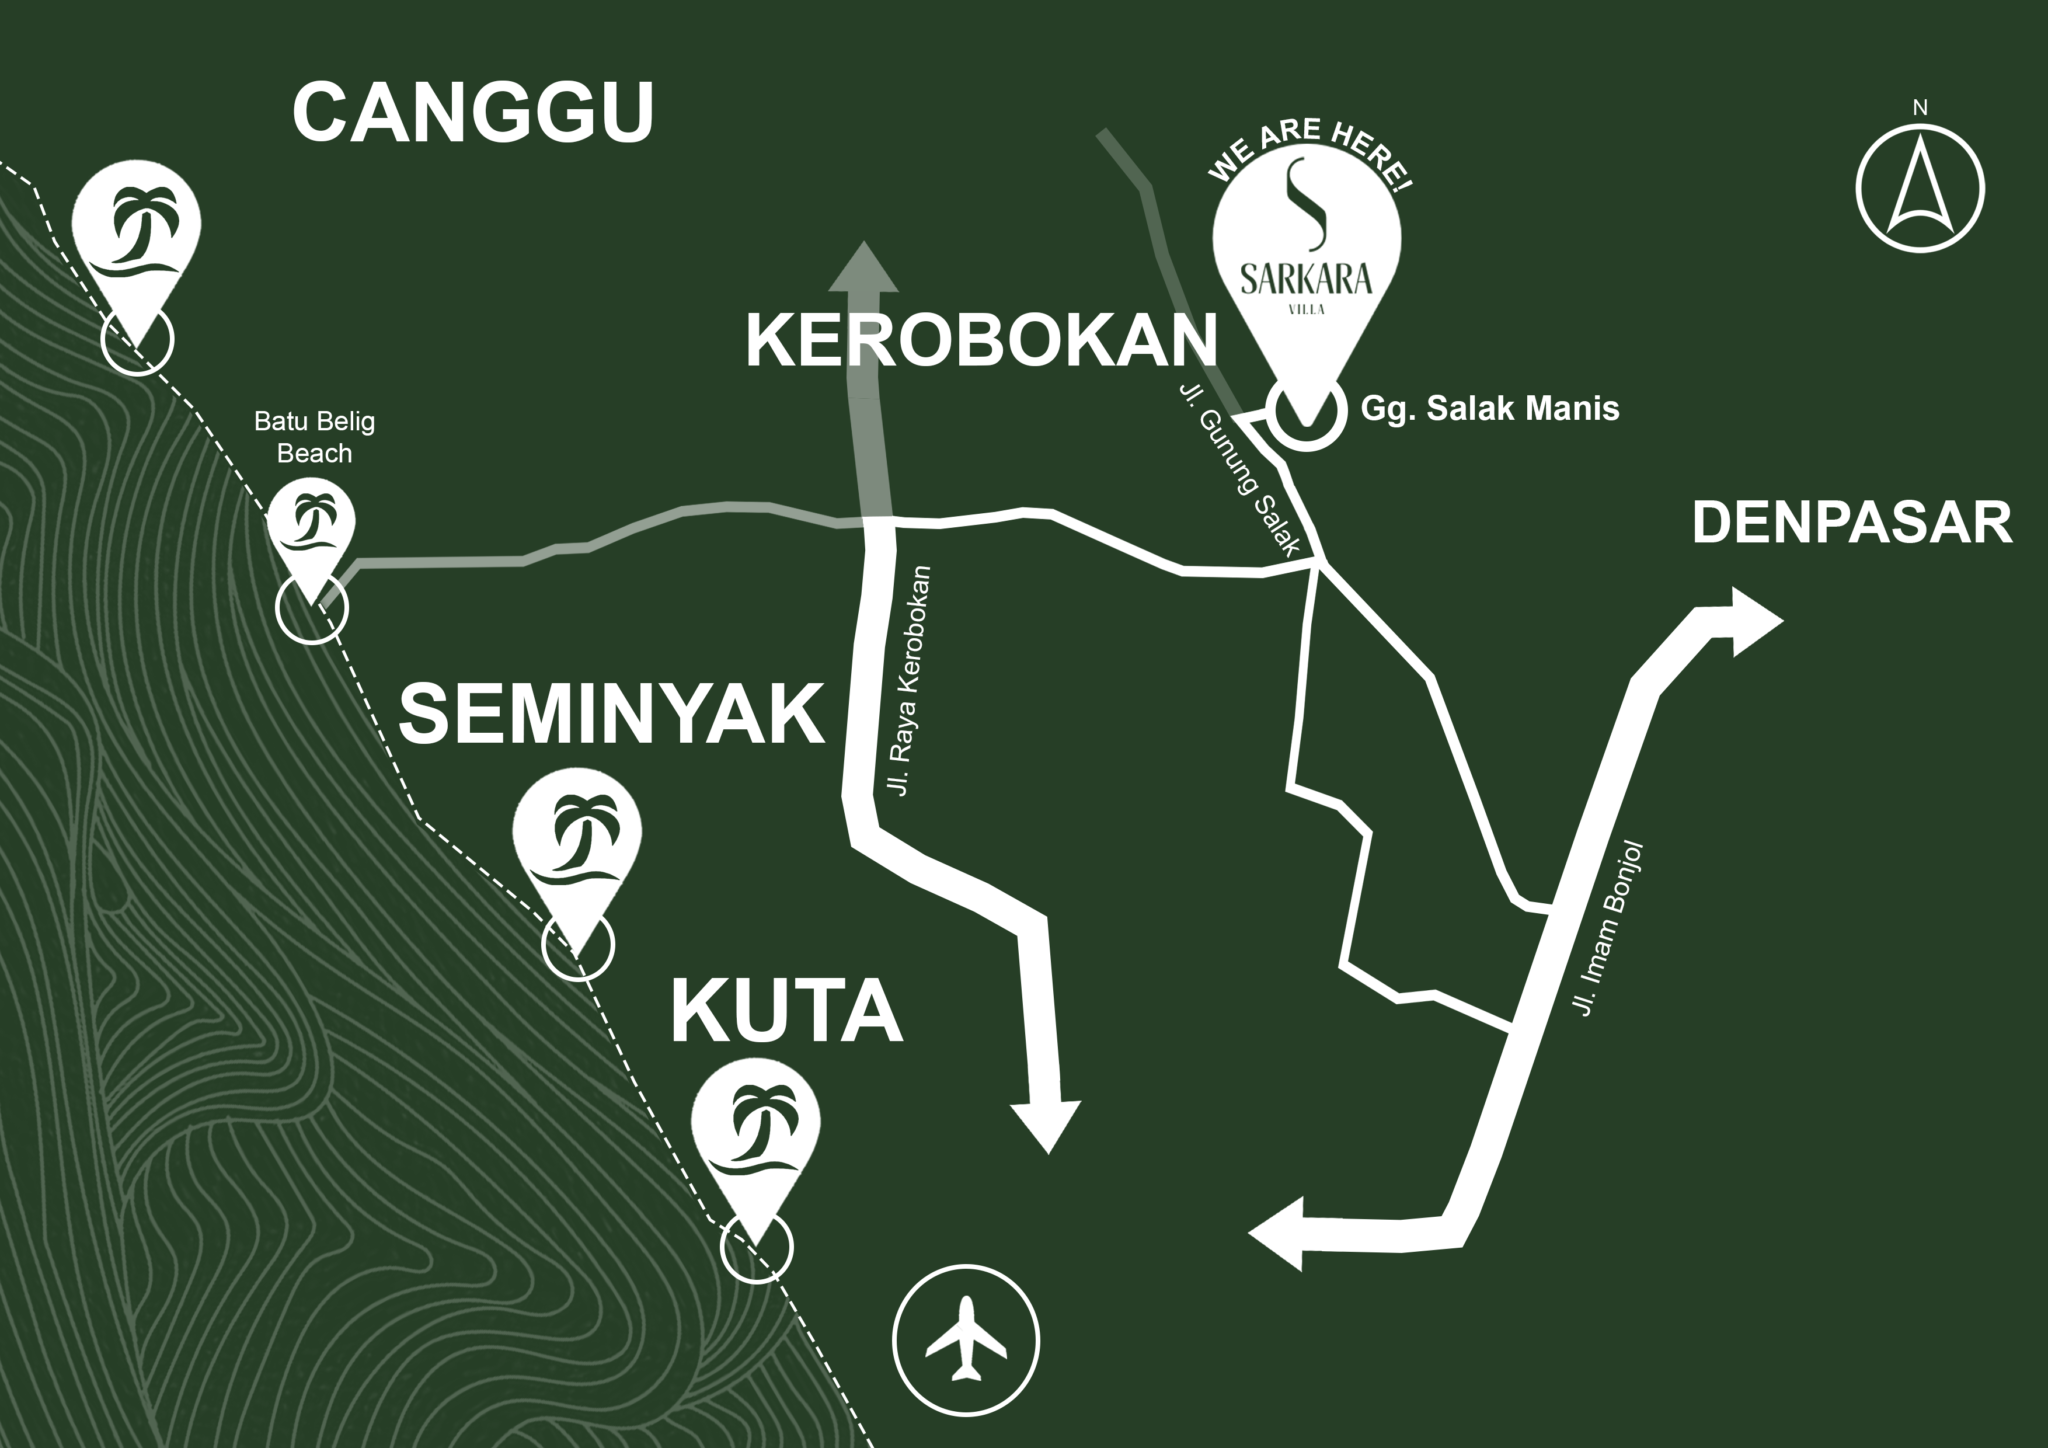 CANGGU
N
WE ARE HERE!
SARKARA
VILLA
KEROBOKAN
Jl. Gunung Salak
Gg. Salak Manis
Batu Belig
Beach
DENPASAR
Jl. Raya Kerobokan
SEMINYAK
Jl. Imam Bonjol
KUTA